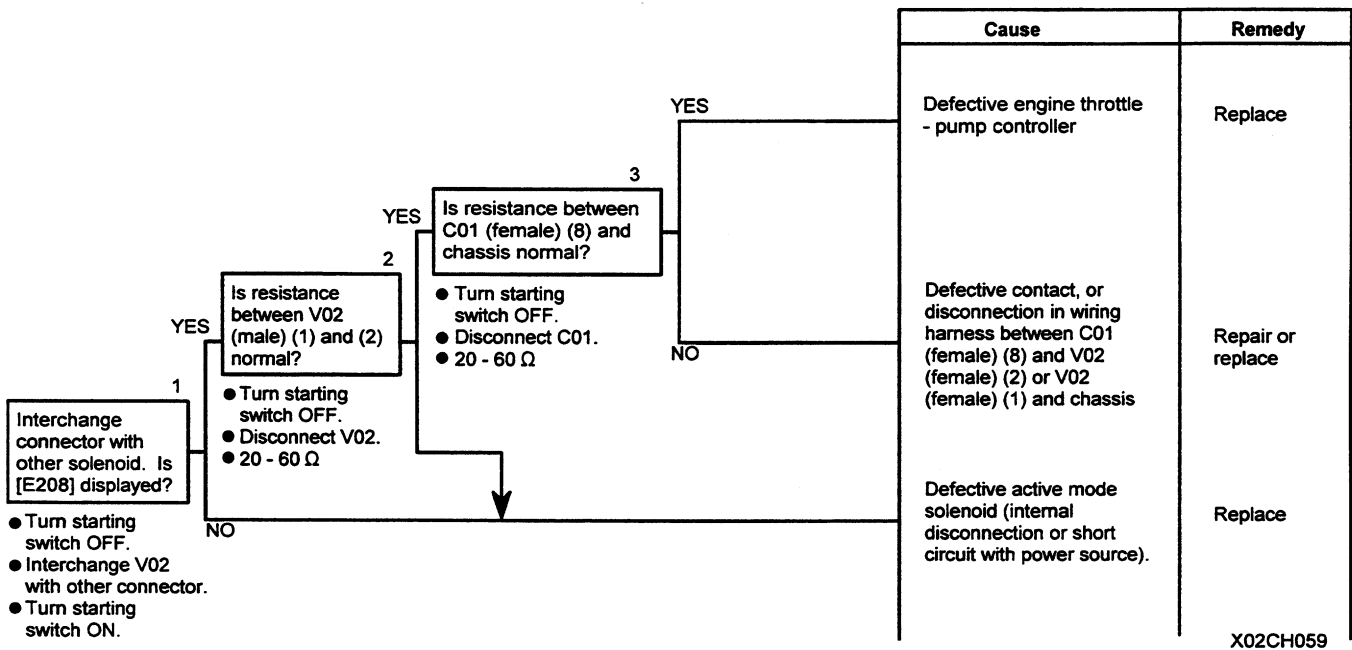 Cause
Remedy
YES
Defective engine throttle
- pump controller
Replace
3
YES
Is resistance between
C01 (female) (8) and
chassis normal?
● Turn starting
switch OFF.
● Disconnect C01.
● 20 - 60 Ω
NO
Defective contact, or
disconnection in wiring
harness between C01
(female) (8) and V02
(female) (2) or V02
(female) (1) and chassis
Repair or
replace
2
YES
Is resistance
between V02
(male) (1) and (2)
normal?
● Turn starting
switch OFF.
● Disconnect V02.
● 20 - 60 Ω
1
Interchange
connector with
other solenoid. Is
[E208] displayed?
● Turn starting
switch OFF.
● Interchange V02
with other connector.
● Turn starting
switch ON.
NO
Defective active mode
solenoid (internal
disconnection or short
circuit with power source).
Replace
X02CH059